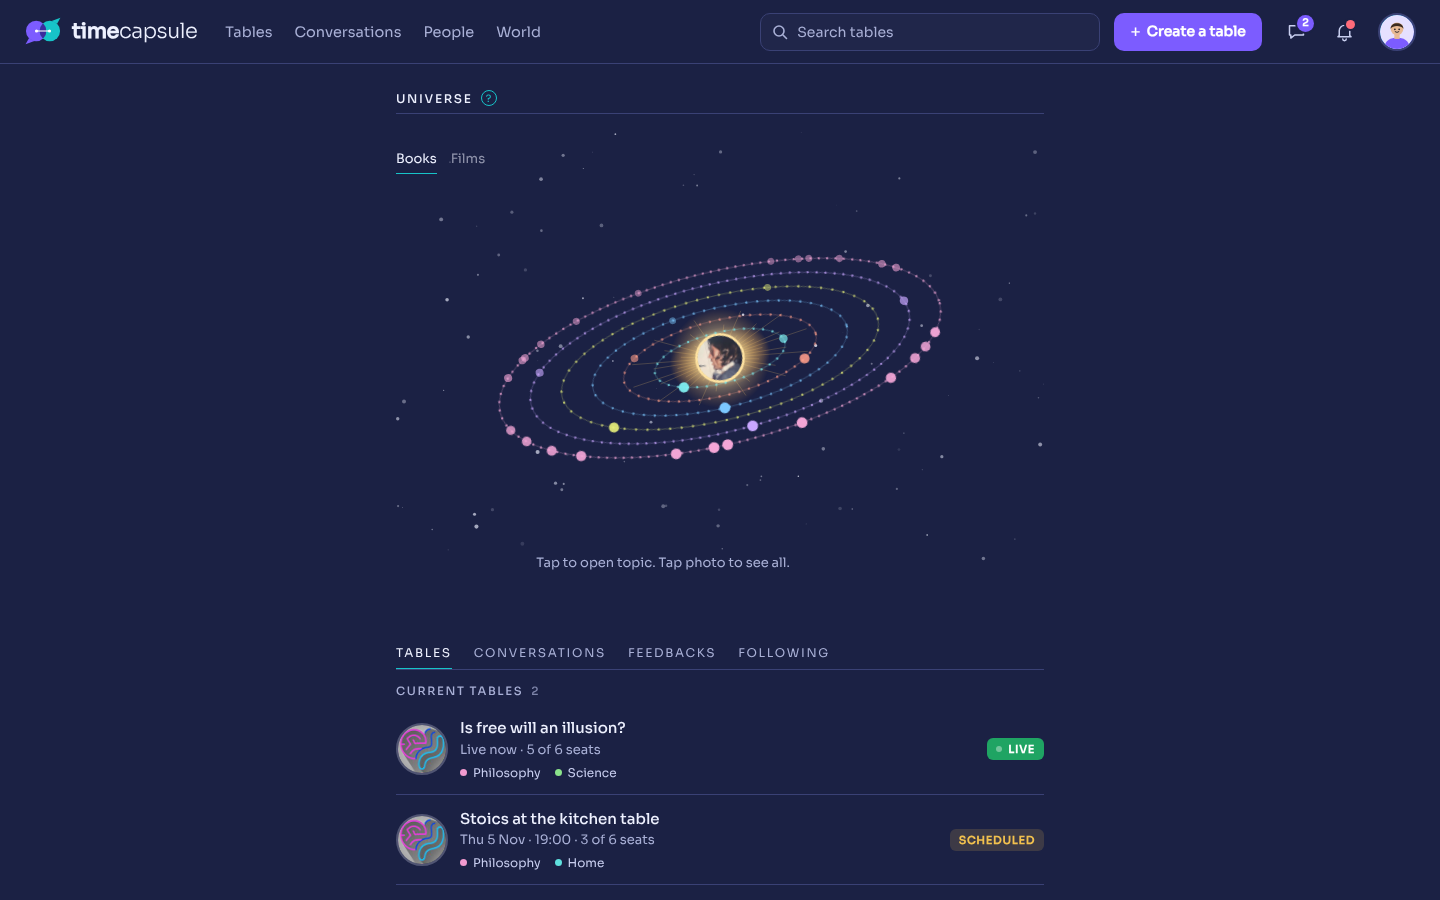 timecapsule
Tables Conversations People World
Search tables
+ Create a table
2
UNIVERSE ?
Books Films
Tap to open topic. Tap photo to see all.
TABLES CONVERSATIONS FEEDBACKS FOLLOWING
CURRENT TABLES 2
Is free will an illusion?
Live now · 5 of 6 seats
Philosophy Science
LIVE
Stoics at the kitchen table
Thu 5 Nov · 19:00 · 3 of 6 seats
Philosophy Home
SCHEDULED